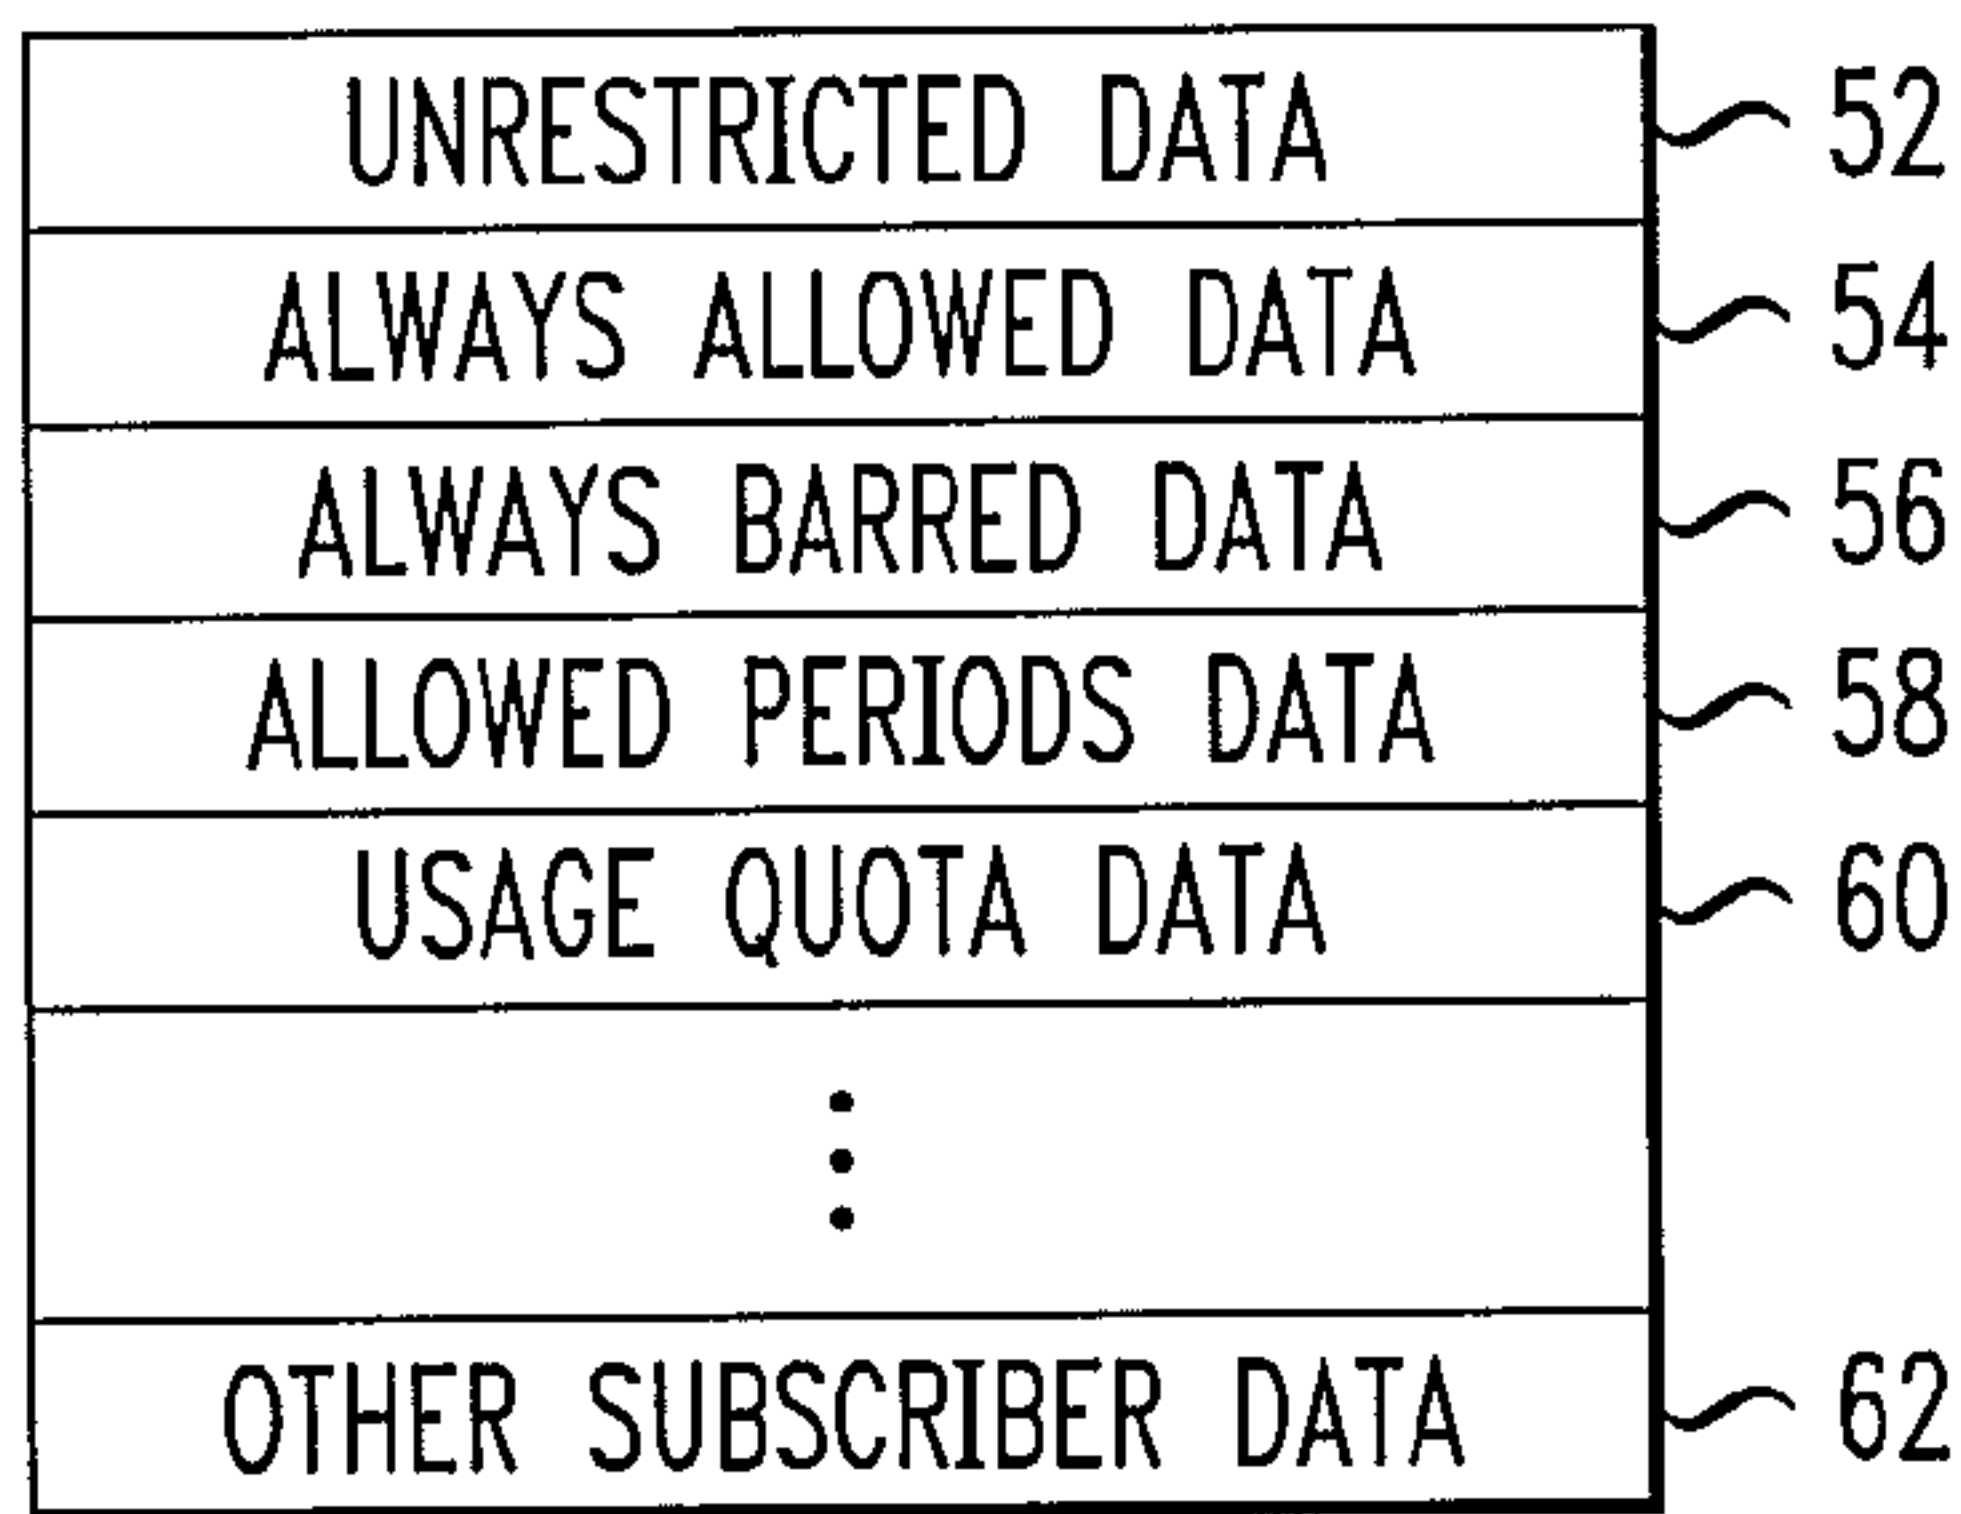 UNRESTRICTED DATA 52
ALWAYS ALLOWED DATA 54
ALWAYS BARRED DATA 56
ALLOWED PERIODS DATA 58
USAGE QUOTA DATA 60
OTHER SUBSCRIBER DATA 62